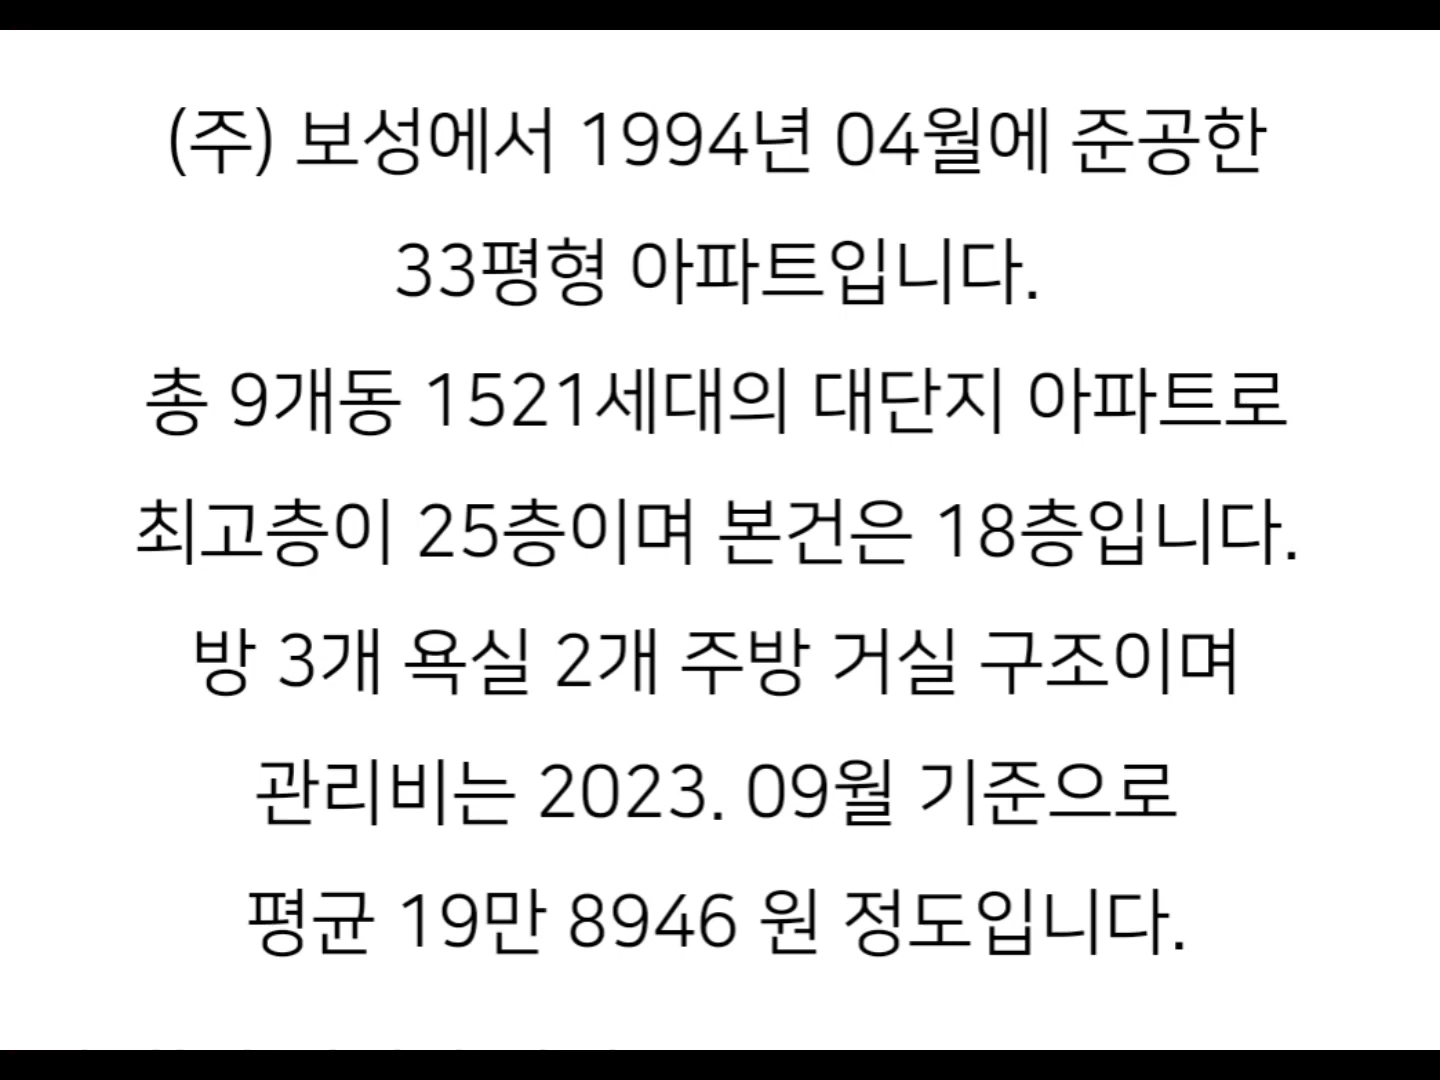 (주) 보성에서 1994년 04월에 준공한
33평형 아파트입니다.
총 9개동 1521세대의 대단지 아파트로
최고층이 25층이며 본건은 18층입니다.
방 3개 욕실 2개 주방 거실 구조이며
관리비는 2023. 09월 기준으로
평균 19만 8946 원 정도입니다.